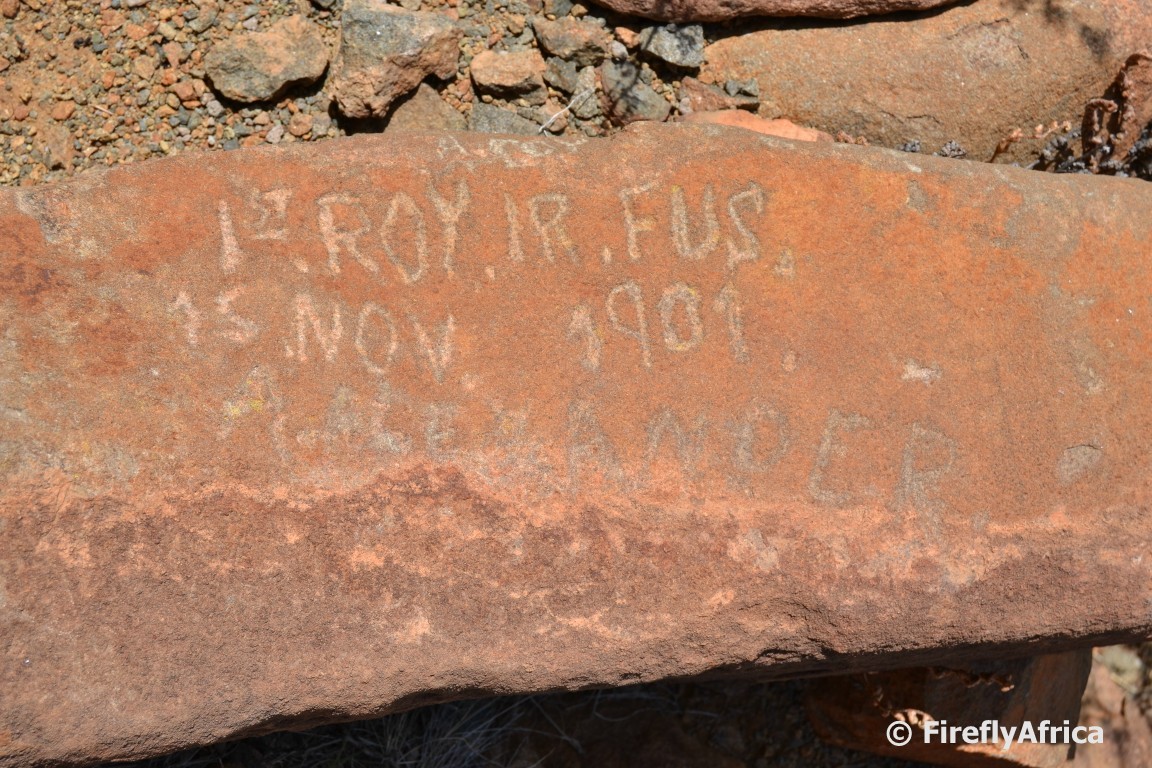 1ST. ROY. IR. FUS.
15 NOV 1901
ALEXANDER
© FireflyAfrica